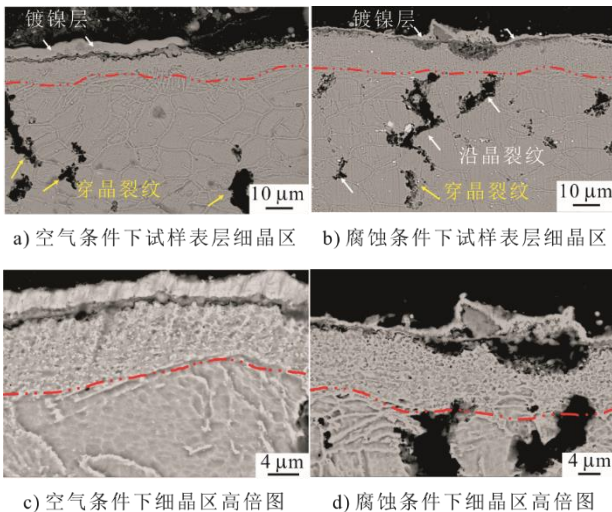 镀镍层
穿晶裂纹
10 μm
镀镍层
沿晶裂纹
穿晶裂纹
10 μm
a) 空气条件下试样表层细晶区
b) 腐蚀条件下试样表层细晶区
4 μm
4 μm
c) 空气条件下细晶区高倍图
d) 腐蚀条件下细晶区高倍图